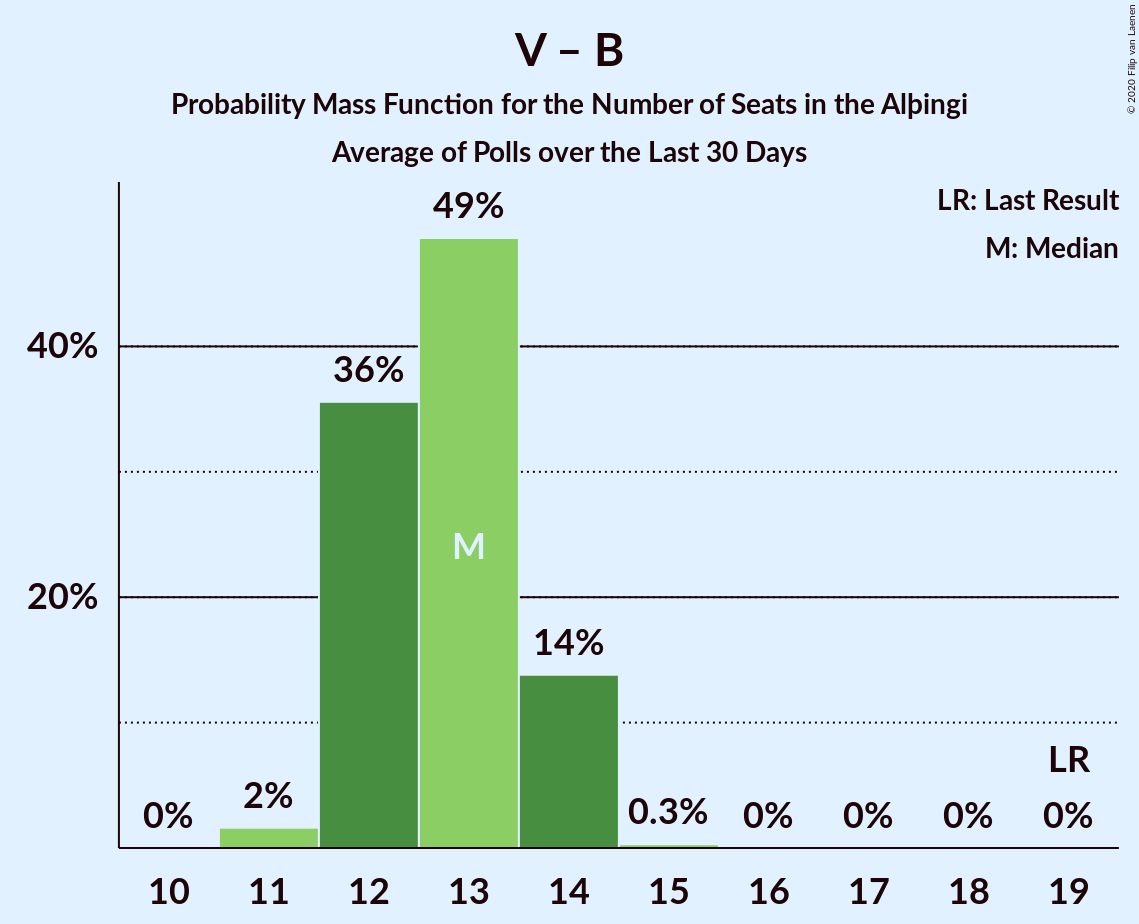 V – B
Probability Mass Function for the Number of Seats in the Alþingi
Average of Polls over the Last 30 Days
© 2020 Filip van Laenen
LR: Last Result
M: Median
49%
40%
36%
M
20%
14%
LR
0%
2%
0.3%
0%
0%
0%
0%
10 11 12 13 14 15 16 17 18 19